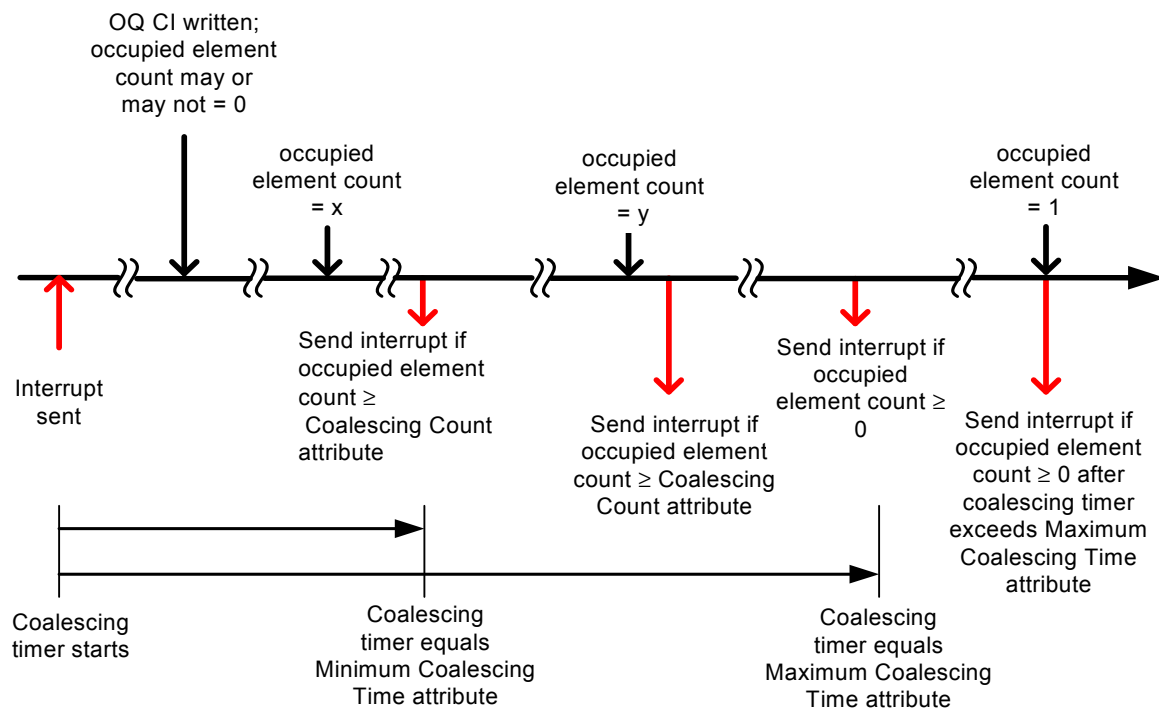 OQ CI written;
occupied element
count may or
may not = 0
occupied
element count
= x
occupied
element count
= y
occupied
element count
= 1
Interrupt
sent
Send interrupt if
occupied element
count ≥
Coalescing Count
attribute
Send interrupt if
occupied element
count ≥ Coalescing
Count attribute
Send interrupt if
occupied
element count ≥
0
Send interrupt if
occupied element
count ≥ 0 after
coalescing timer
exceeds Maximum
Coalescing Time
attribute
Coalescing
timer starts
Coalescing
timer equals
Minimum Coalescing
Time attribute
Coalescing
timer equals
Maximum Coalescing
Time attribute